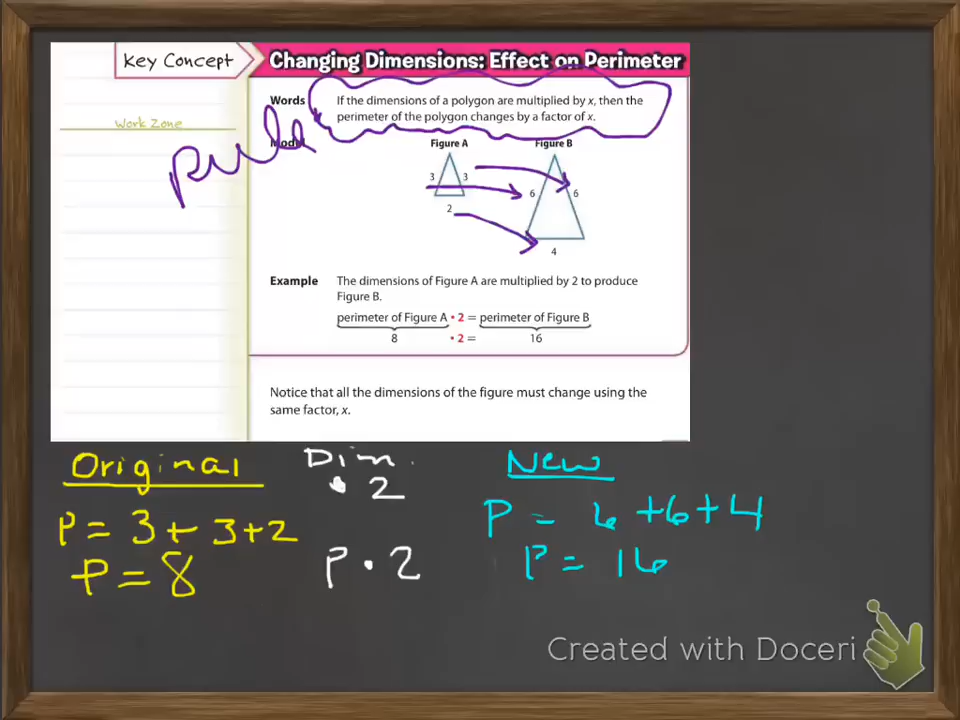 Key Concept
Changing Dimensions: Effect on Perimeter
Work Zone
Words
If the dimensions of a polygon are multiplied by x, then the
perimeter of the polygon changes by a factor of x.
Model
Figure A
Figure B
3
3
2
6
6
4
Example
The dimensions of Figure A are multiplied by 2 to produce
Figure B.
perimeter of Figure A • 2 = perimeter of Figure B
8 • 2 = 16
Notice that all the dimensions of the figure must change using the
same factor, x.
Original
P = 3 + 3 + 2
P = 8
Dim.
• 2
P • 2
New
P = 6 + 6 + 4
P = 16
Created with Doceri